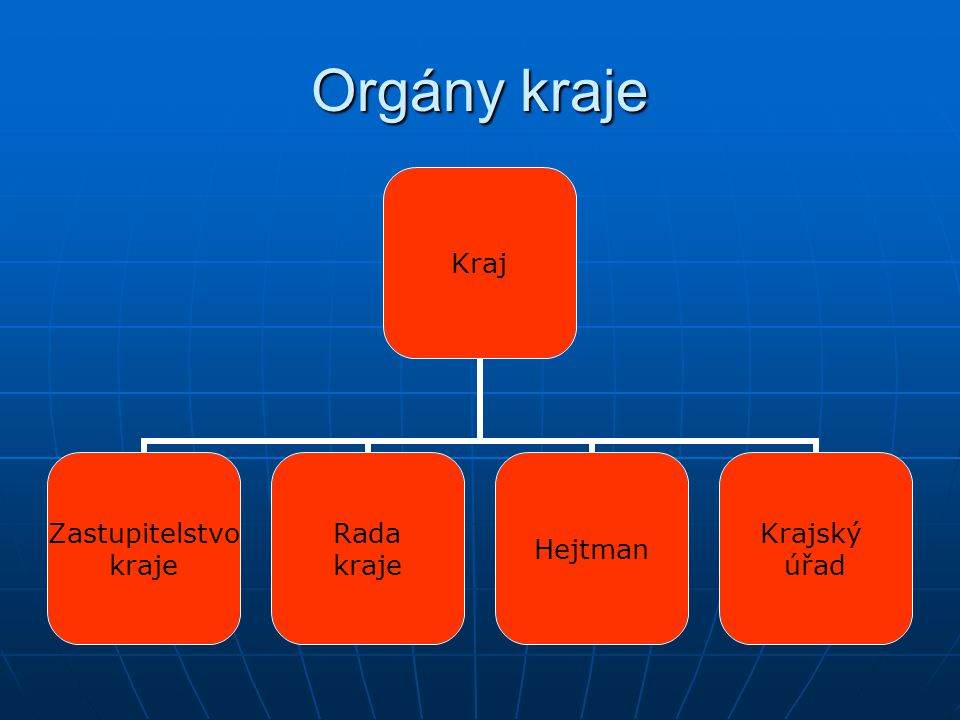 Orgány kraje
Kraj
Zastupitelstvo
kraje
Rada
kraje
Hejtman
Krajský
úřad